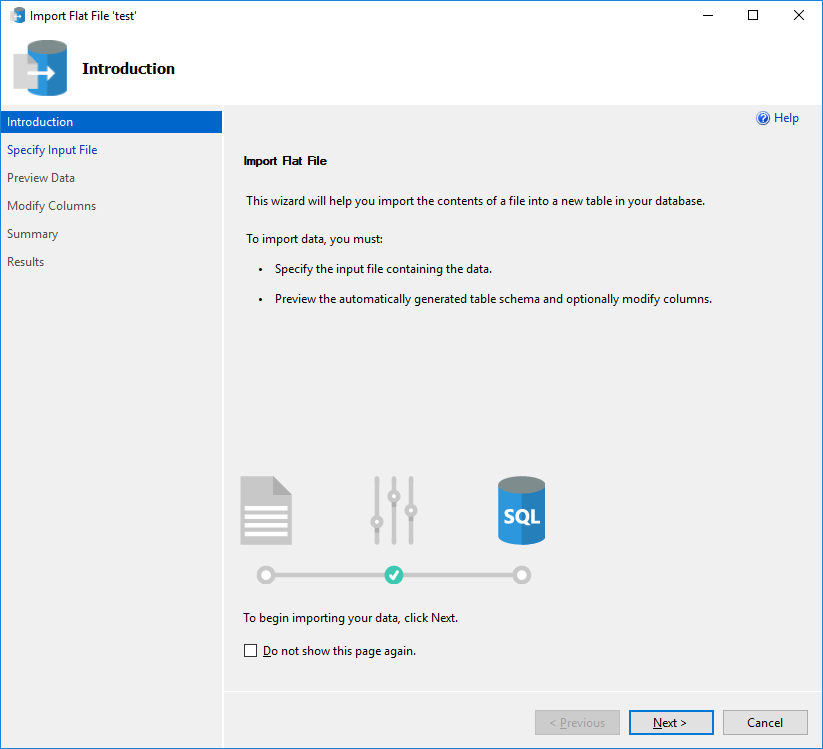 Import Flat File 'test'
Introduction
Introduction
Specify Input File
Preview Data
Modify Columns
Summary
Results
Help
Import Flat File
This wizard will help you import the contents of a file into a new table in your database.
To import data, you must:
• Specify the input file containing the data.
• Preview the automatically generated table schema and optionally modify columns.
SQL
To begin importing your data, click Next.
Do not show this page again.
< Previous
Next >
Cancel